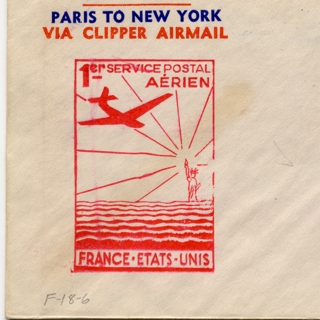 PARIS TO NEW YORK
VIA CLIPPER AIRMAIL
1er SERVICE POSTAL
AÉRIEN
FRANCE·ETATS-UNIS
F-18-6